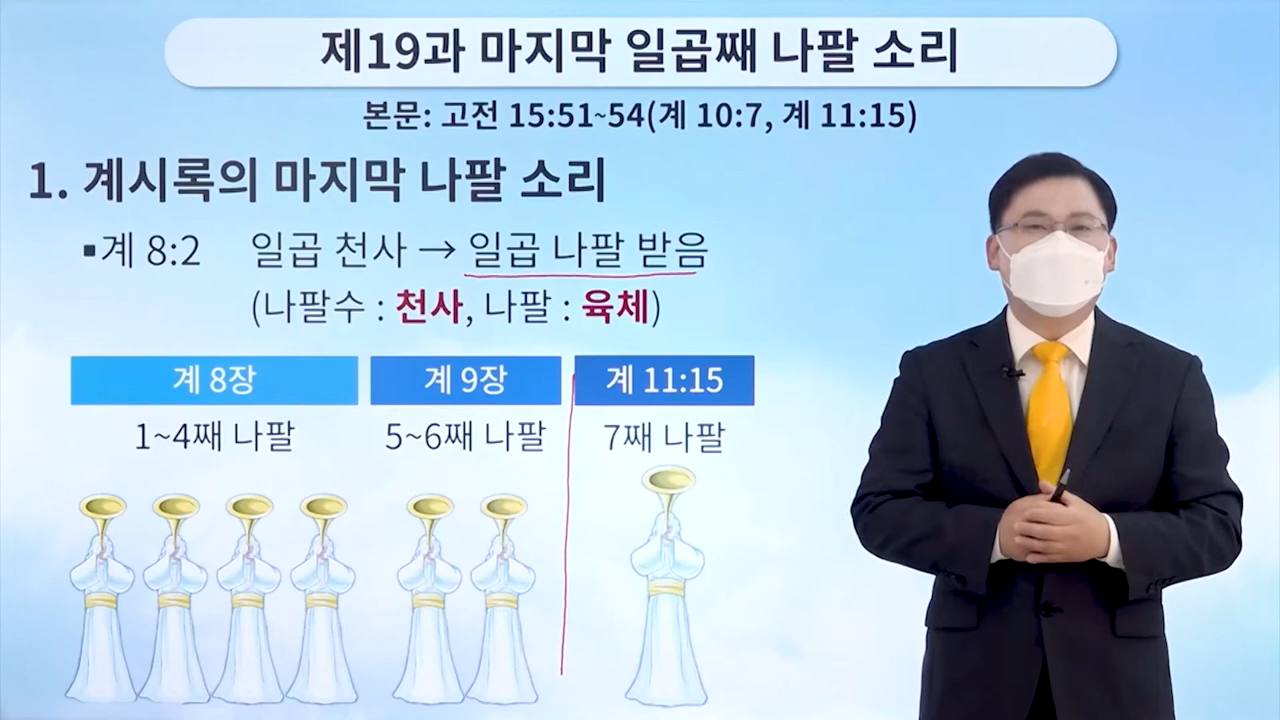 제19과 마지막 일곱째 나팔 소리
본문: 고전 15:51~54(계 10:7, 계 11:15)
1. 계시록의 마지막 나팔 소리
▪계 8:2 일곱 천사 → 일곱 나팔 받음
(나팔수 : 천사, 나팔 : 육체)
계 8장
계 9장
계 11:15
1~4째 나팔
5~6째 나팔
7째 나팔